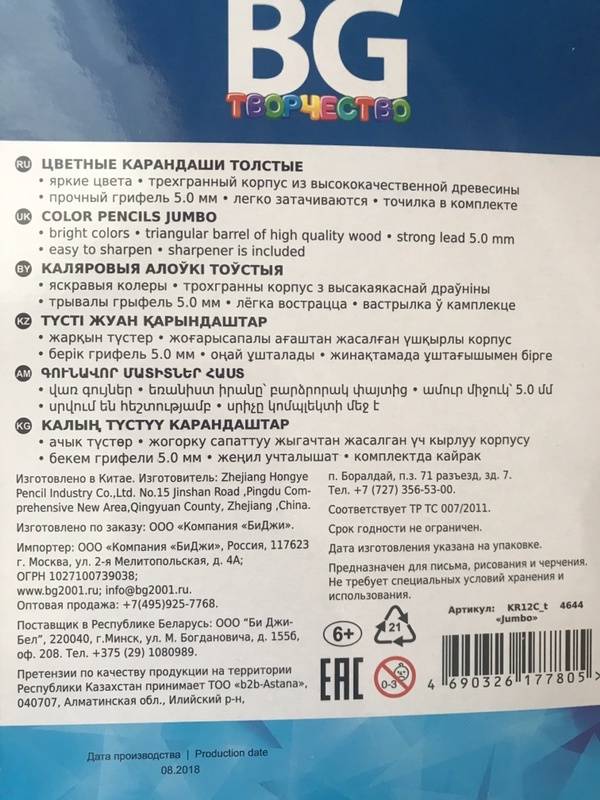 BG
ТВОРЧЕСТВО
RU ЦВЕТНЫЕ КАРАНДАШИ ТОЛСТЫЕ
• яркие цвета • трехгранный корпус из высококачественной древесины
• прочный грифель 5.0 мм • легко затачиваются • точилка в комплекте
UK COLOR PENCILS JUMBO
• bright colors • triangular barrel of high quality wood • strong lead 5.0 mm
• easy to sharpen • sharpener is included
BY КАЛЯРОВЫЯ АЛОЎКІ ТОЎСТЫЯ
• яскравыя колеры • трохгранны корпус з высакаякаснай драўніны
• трывалы грыфель 5.0 мм • лёгка вострацца • вастрылка ў камплекце
KZ ТҮСТІ ЖУАН ҚАРЫНДАШТАР
• жарқын түстер • жоғарысапалы ағаштан жасалған үшқырлы корпус
• берік грифель 5.0 мм • оңай ұшталады • жинақтамада ұштағышымен бірге
AM ԳՈՒՆԱՎՈՐ ՄԱՏԻՏՆԵՐ ՀԱՍՏ
• վառ գույներ • եռանիստ իրանը՝ բարձրորակ փայտից • ամուր միջուկ՝ 5.0 մմ
• սրվում են հեշտությամբ • սրիչը կոմպլեկտի մեջ է
KG КАЛЫҢ ТҮСТҮҮ КАРАНДАШТАР
• ачык түстөр • жогорку сапаттуу жыгачтан жасалган үч кырлуу корпусу
• бекем грифели 5.0 мм • жеңил учталышат • комплектда кайрак
Изготовлено в Китае. Изготовитель: Zhejiang Hongye
Pencil Industry Co.,Ltd. No.15 Jinshan Road ,Pingdu Com-
prehensive New Area,Qingyuan County, Zhejiang ,China.
Изготовлено по заказу: ООО «Компания «БиДжи».
Импортер: ООО «Компания «БиДжи», Россия, 117623
г. Москва, ул. 2-я Мелитопольская, д. 4А;
ОГРН 1027100739038;
www.bg2001.ru; info@bg2001.ru.
Оптовая продажа: +7(495)925-7768.
Поставщик в Республике Беларусь: ООО "Би Джи-
Бел", 220040, г.Минск, ул. М. Богдановича, д. 155б,
оф. 208. Тел. +375 (29) 1080989.
Претензии по качеству продукции на территории
Республики Казахстан принимает ТОО «b2b-Astana»,
040707, Алматинская обл., Илийский р-н,
п. Боралдай, п.з. 71 разъезд, зд. 7.
Тел. +7 (727) 356-53-00.
Соответствует ТР ТС 007/2011.
Срок годности не ограничен.
Дата изготовления указана на упаковке.
Предназначен для письма, рисования и черчения.
Не требует специальных условий хранения и
использования.
Артикул: KR12C_t 4644
«Jumbo»
6+
21
EAC
0-3
4 690326 177805 >
Дата производства | Production date
08.2018